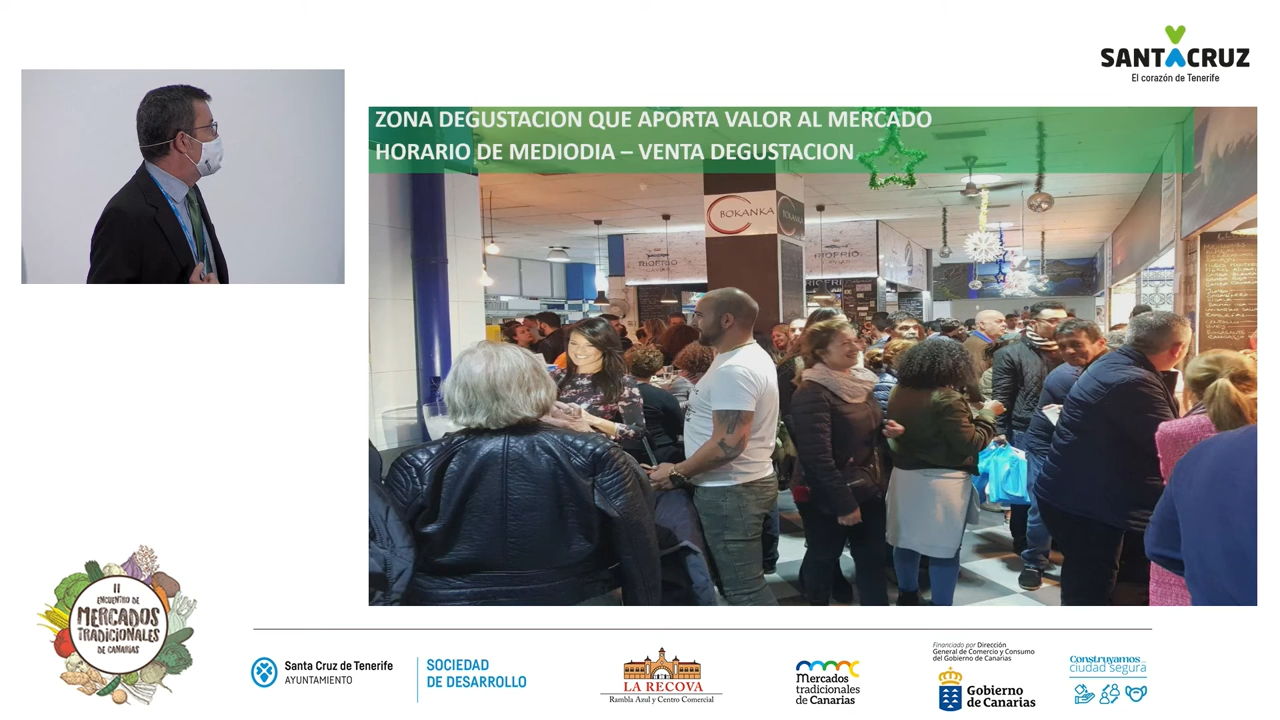 SANTACRUZ
El corazón de Tenerife
ZONA DEGUSTACION QUE APORTA VALOR AL MERCADO
HORARIO DE MEDIODIA – VENTA DEGUSTACION
BOKANKA
BOKANKA
RIOFRIO
CAVIAR
RIOFRIO
II
ENCUENTRO DE
MERCADOS
TRADICIONALES
DE CANARIAS
Santa Cruz de Tenerife
AYUNTAMIENTO
SOCIEDAD
DE DESARROLLO
LA RECOVA
Rambla Azul y Centro Comercial
Mercados
tradicionales
de Canarias
Financiado por Dirección
General de Comercio y Consumo
del Gobierno de Canarias
Gobierno
de Canarias
Construyamos
ciudad segura